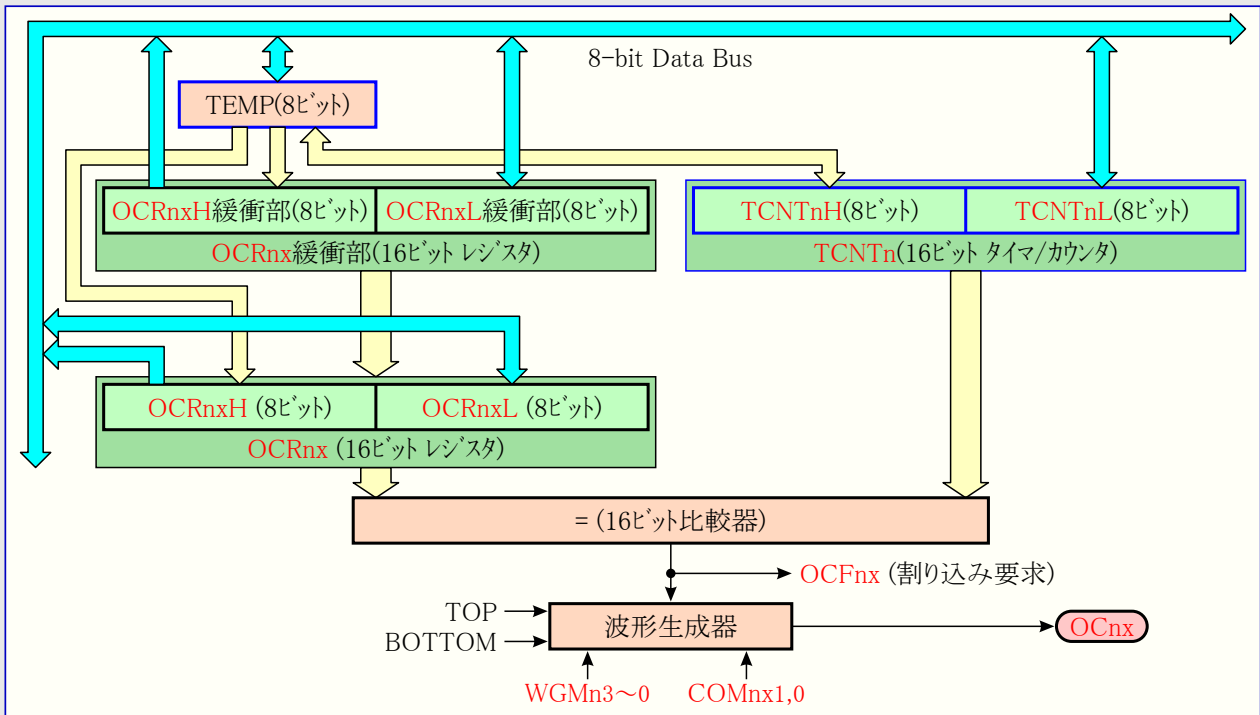 8-bit Data Bus
TEMP(8ビット)
OCRnxH緩衝部(8ビット)
OCRnxL緩衝部(8ビット)
OCRnx緩衝部(16ビット レジスタ)
TCNTnH(8ビット)
TCNTnL(8ビット)
TCNTn(16ビット タイマ/カウンタ)
OCRnxH (8ビット)
OCRnxL (8ビット)
OCRnx (16ビット レジスタ)
= (16ビット比較器)
OCFnx (割り込み要求)
TOP
BOTTOM
波形生成器
OCnx
WGMn3～0
COMnx1,0